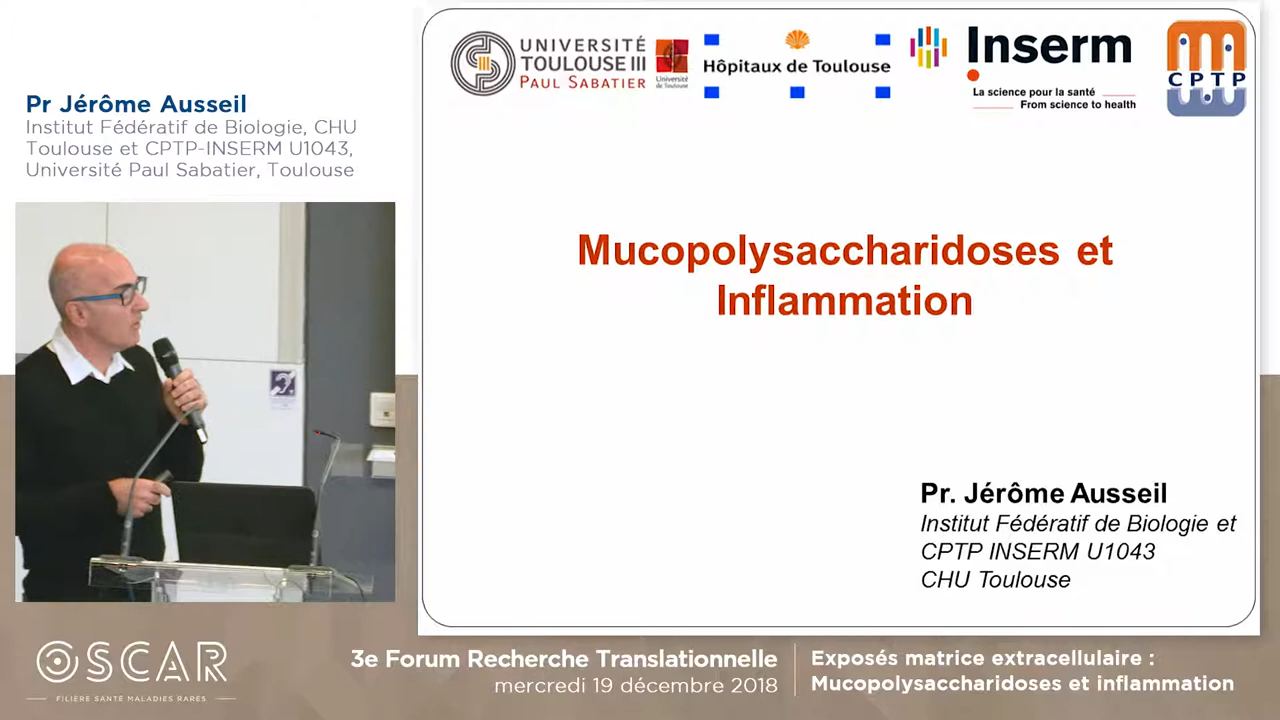 Pr Jérôme Ausseil
Institut Fédératif de Biologie, CHU
Toulouse et CPTP-INSERM U1043,
Université Paul Sabatier, Toulouse
UNIVERSITÉ
TOULOUSE III
PAUL SABATIER
Université
de Toulouse
Hôpitaux de Toulouse
Inserm
La science pour la santé
From science to health
CPTP
Mucopolysaccharidoses et
Inflammation
Pr. Jérôme Ausseil
Institut Fédératif de Biologie et
CPTP INSERM U1043
CHU Toulouse
OSCAR
FILIÈRE SANTÉ MALADIES RARES
3e Forum Recherche Translationnelle
mercredi 19 décembre 2018
Exposés matrice extracellulaire :
Mucopolysaccharidoses et inflammation